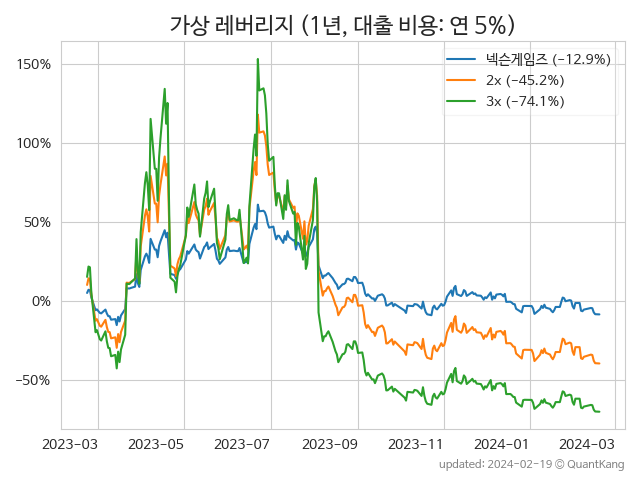 가상 레버리지 (1년, 대출 비용: 연 5%)
넥슨게임즈 (−12.9%)
2x (−45.2%)
3x (−74.1%)
150%
100%
50%
0%
−50%
2023-03 2023-05 2023-07 2023-09 2023-11 2024-01 2024-03
updated: 2024-02-19 © QuantKang